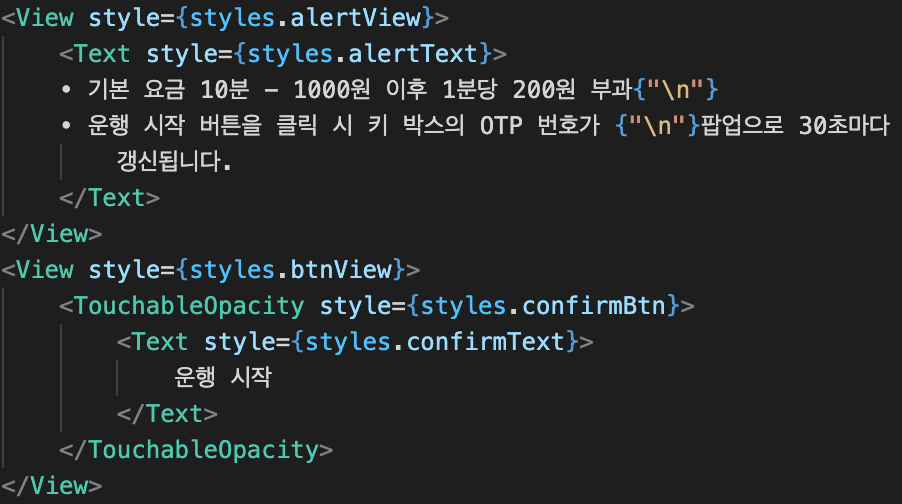 <View style={styles.alertView}>
<Text style={styles.alertText}>
• 기본 요금 10분 - 1000원 이후 1분당 200원 부과{"\n"}
• 운행 시작 버튼을 클릭 시 키 박스의 OTP 번호가 {"\n"}팝업으로 30초마다
갱신됩니다.
</Text>
</View>
<View style={styles.btnView}>
<TouchableOpacity style={styles.confirmBtn}>
<Text style={styles.confirmText}>
운행 시작
</Text>
</TouchableOpacity>
</View>